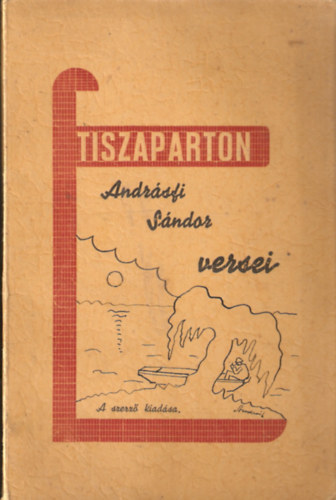 TISZAPARTON
Andrásfi
Sándor
versei
A szerző kiadása.